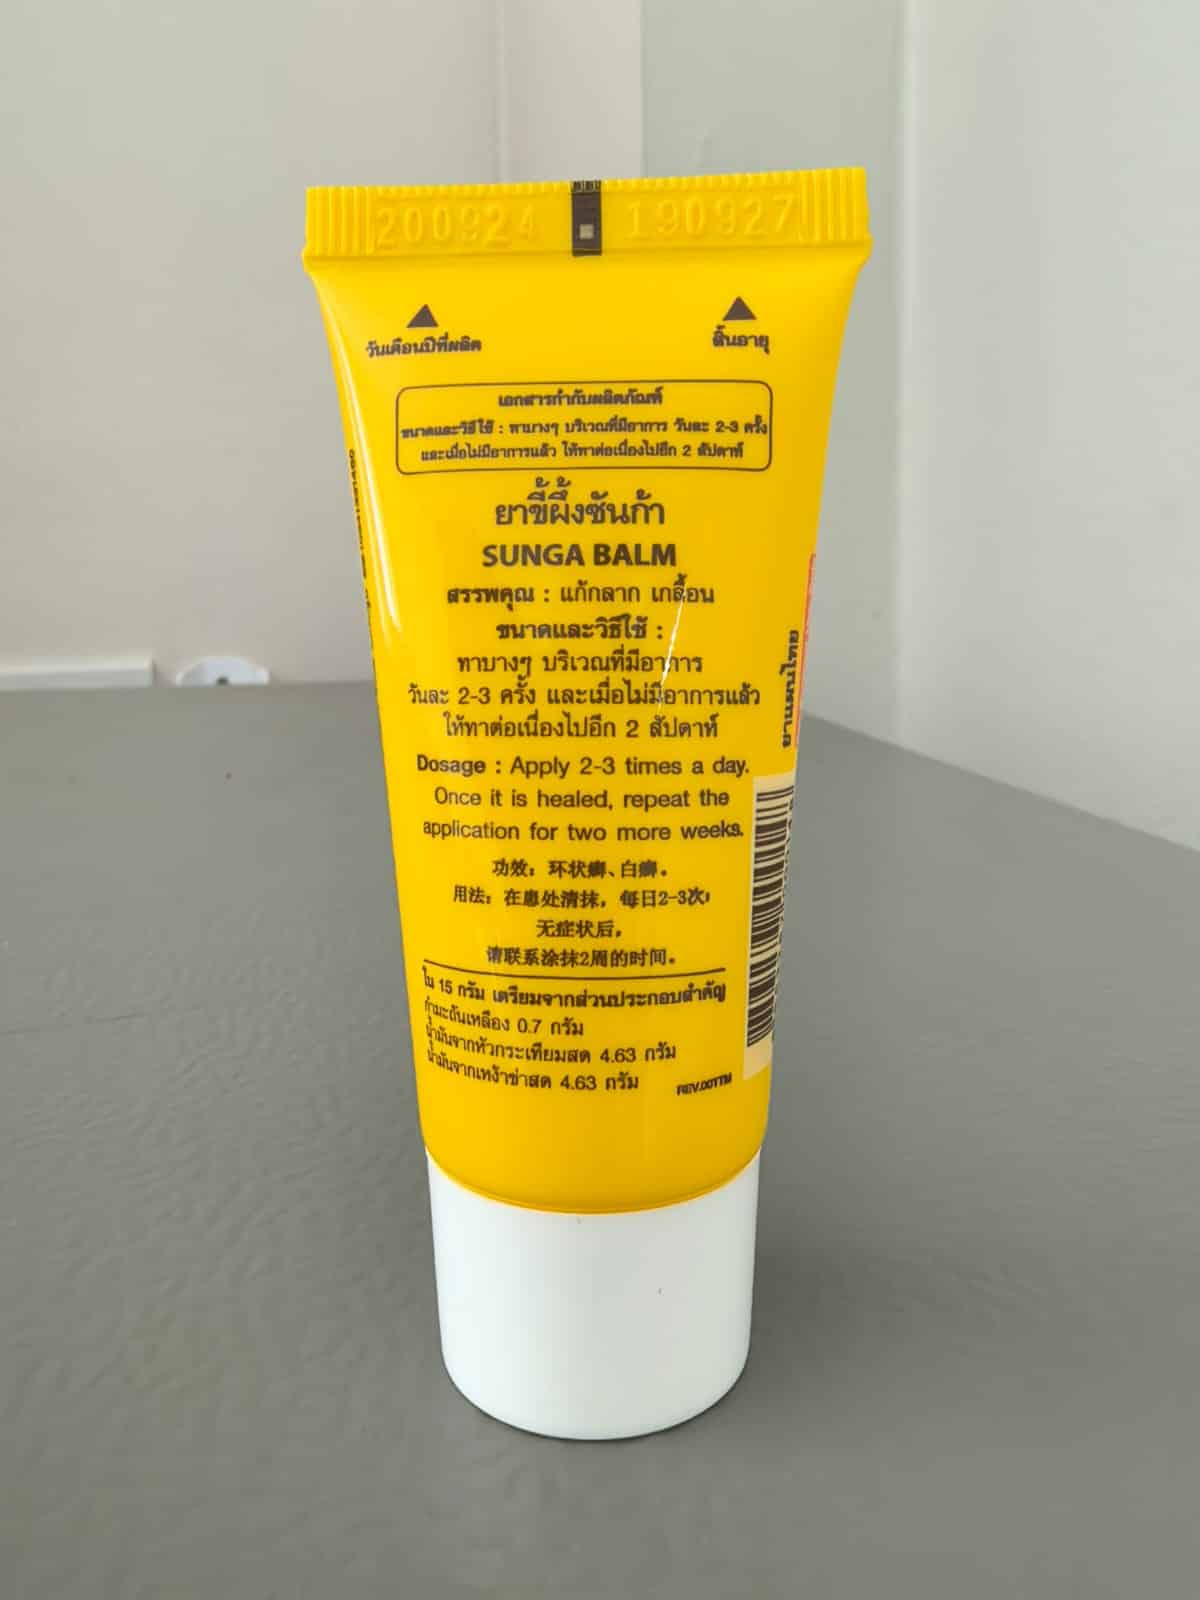 200924 190927
วันเดือนปีที่ผลิต สิ้นอายุ
เอกสารกำกับผลิตภัณฑ์
ขนาดและวิธีใช้ : ทาบางๆ บริเวณที่มีอาการ วันละ 2-3 ครั้ง
และเมื่อไม่มีอาการแล้ว ให้ทาต่อเนื่องไปอีก 2 สัปดาห์
ยาขี้ผึ้งซันก้า
SUNGA BALM
สรรพคุณ : แก้กลาก เกลื้อน
ขนาดและวิธีใช้ :
ทาบางๆ บริเวณที่มีอาการ
วันละ 2-3 ครั้ง และเมื่อไม่มีอาการแล้ว
ให้ทาต่อเนื่องไปอีก 2 สัปดาห์
Dosage : Apply 2-3 times a day.
Once it is healed, repeat the
application for two more weeks.
功效：环状癣、白癣。
用法：在患处清抹，每日2-3次，
无症状后，
请联系涂抹2周的时间。
ใน 15 กรัม เตรียมจากส่วนประกอบสำคัญ
กำมะถันเหลือง 0.7 กรัม
น้ำมันจากหัวกระเทียมสด 4.63 กรัม
น้ำมันจากเหง้าข่าสด 4.63 กรัม
REV.00TTM
ยาแผนไทย